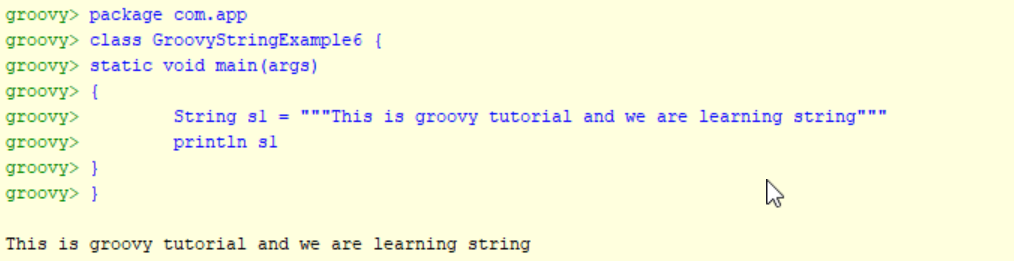 groovy> package com.app
groovy> class GroovyStringExample6 {
groovy> static void main(args)
groovy> {
groovy>         String s1 = """This is groovy tutorial and we are learning string"""
groovy>         println s1
groovy> }
groovy> }
This is groovy tutorial and we are learning string